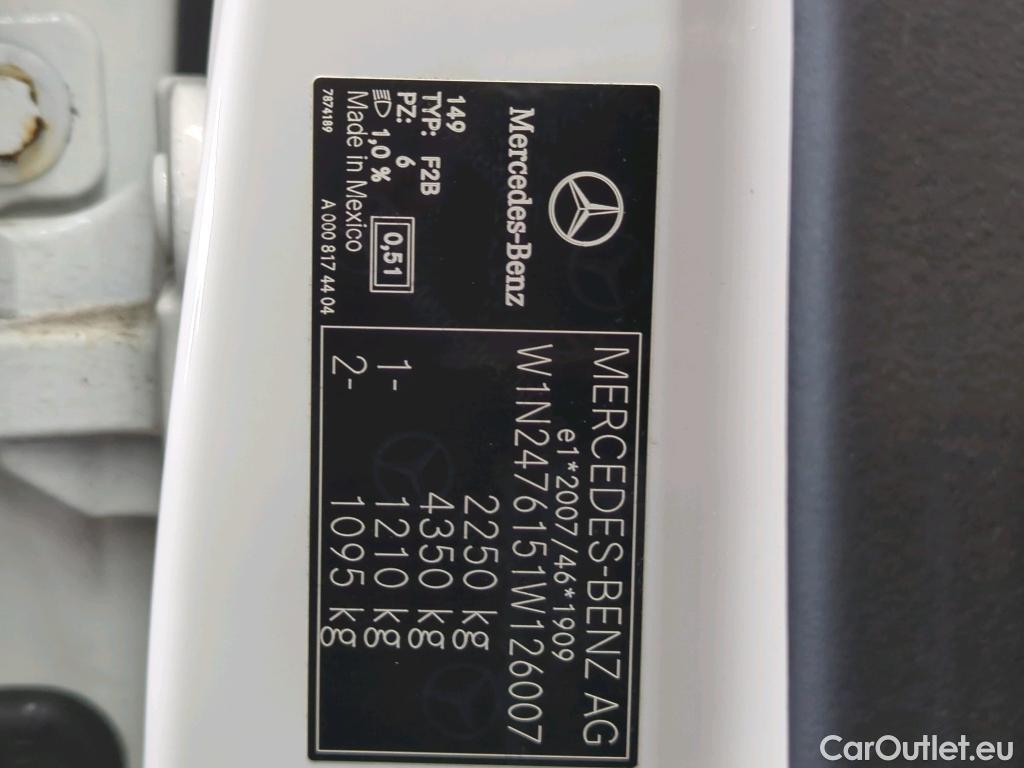 Mercedes-Benz
149
TYP: F2B
PZ: 6
1,0 %
0,51
Made in Mexico
7874189
A 000 817 44 04
MERCEDES-BENZ AG
e1*2007/46*1909
W1N2476151W126007
2250 kg
4350 kg
1- 1210 kg
2- 1095 kg
CarOutlet.eu